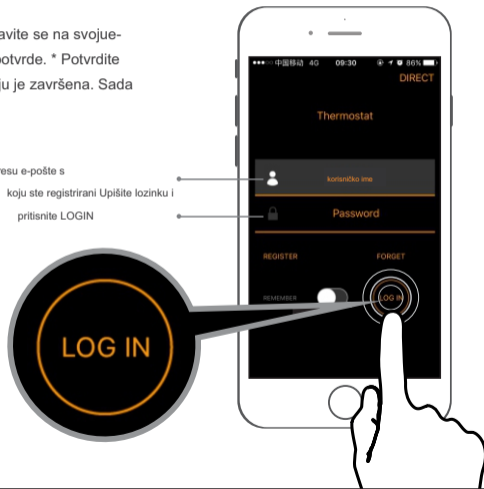 avite se na svojue-
potvrde. * Potvrdite
ju je završena. Sada
resu e-pošte s
koju ste registrirani Upišite lozinku i
pritisnite LOGIN
中国移动 4G 09:30 86%
DIRECT
Thermostat
korisničko ime
Password
REGISTER FORGET
REMEMBER LOG IN
LOG IN